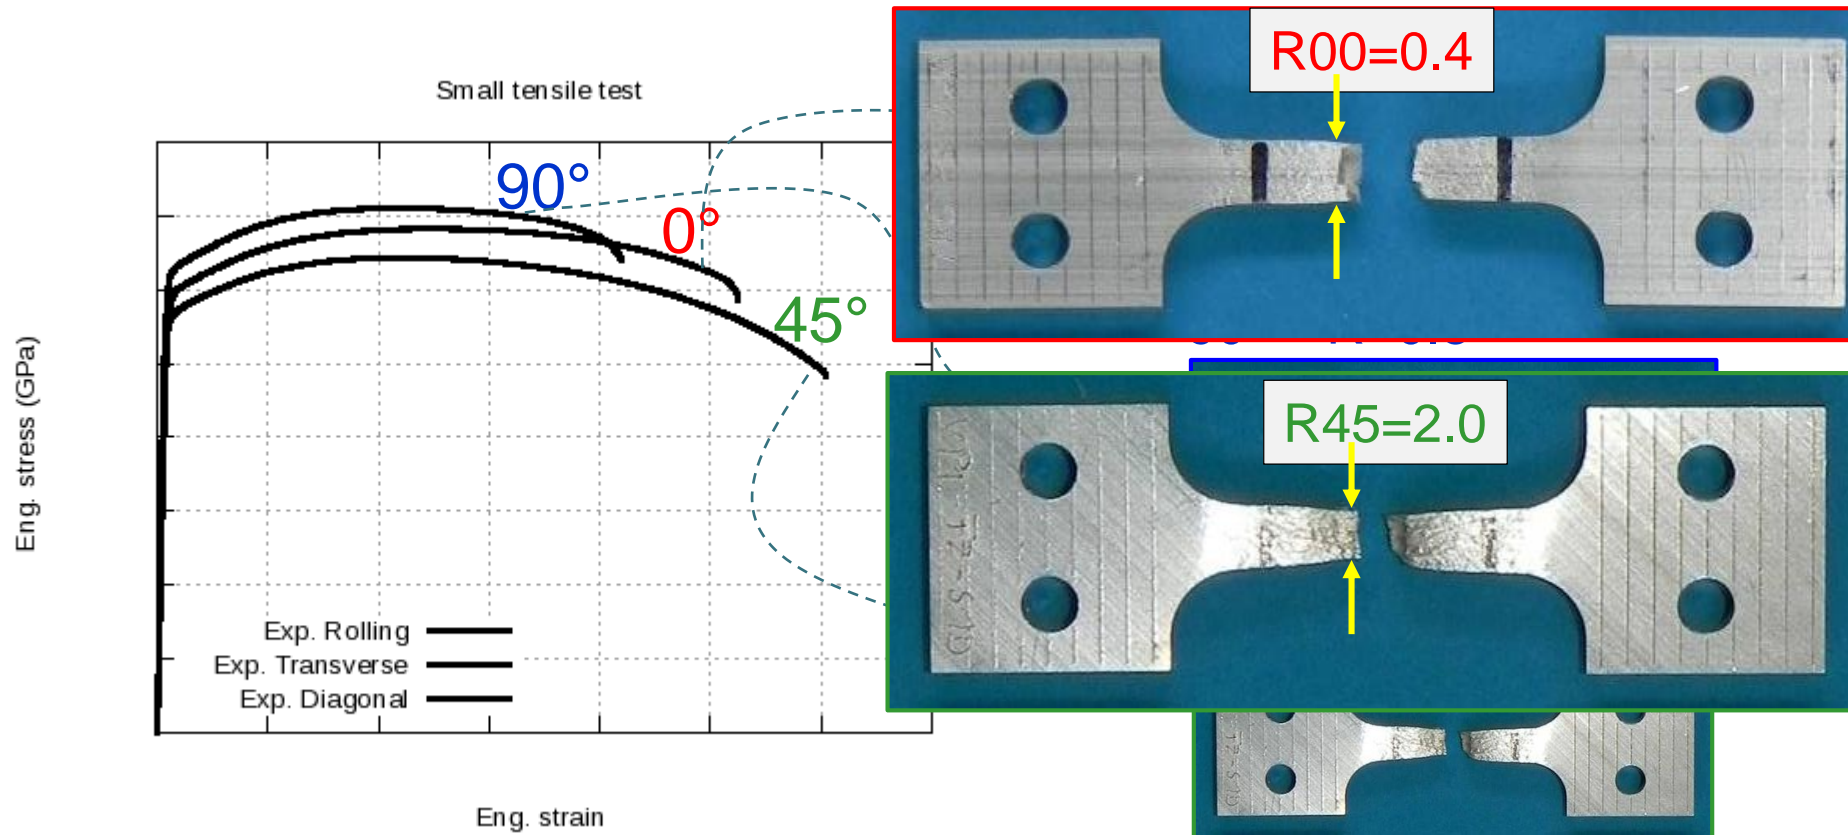 Small tensile test
R00=0.4
90°
0°
45°
R45=2.0
Eng. stress (GPa)
Exp. Rolling
Exp. Transverse
Exp. Diagonal
Eng. strain